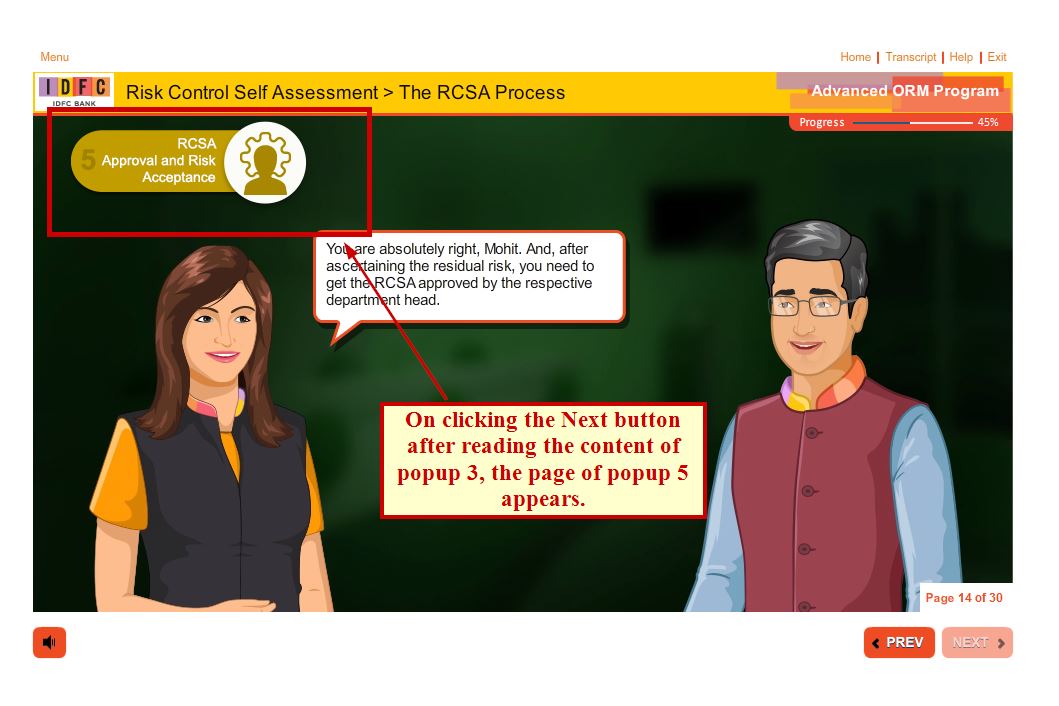 Menu
Home | Transcript | Help | Exit
IDFC
IDFC BANK
Risk Control Self Assessment > The RCSA Process
Advanced ORM Program
Progress 45%
5
RCSA
Approval and Risk
Acceptance
You are absolutely right, Mohit. And, after
ascertaining the residual risk, you need to
get the RCSA approved by the respective
department head.
On clicking the Next button
after reading the content of
popup 3, the page of popup 5
appears.
Page 14 of 30
PREV
NEXT